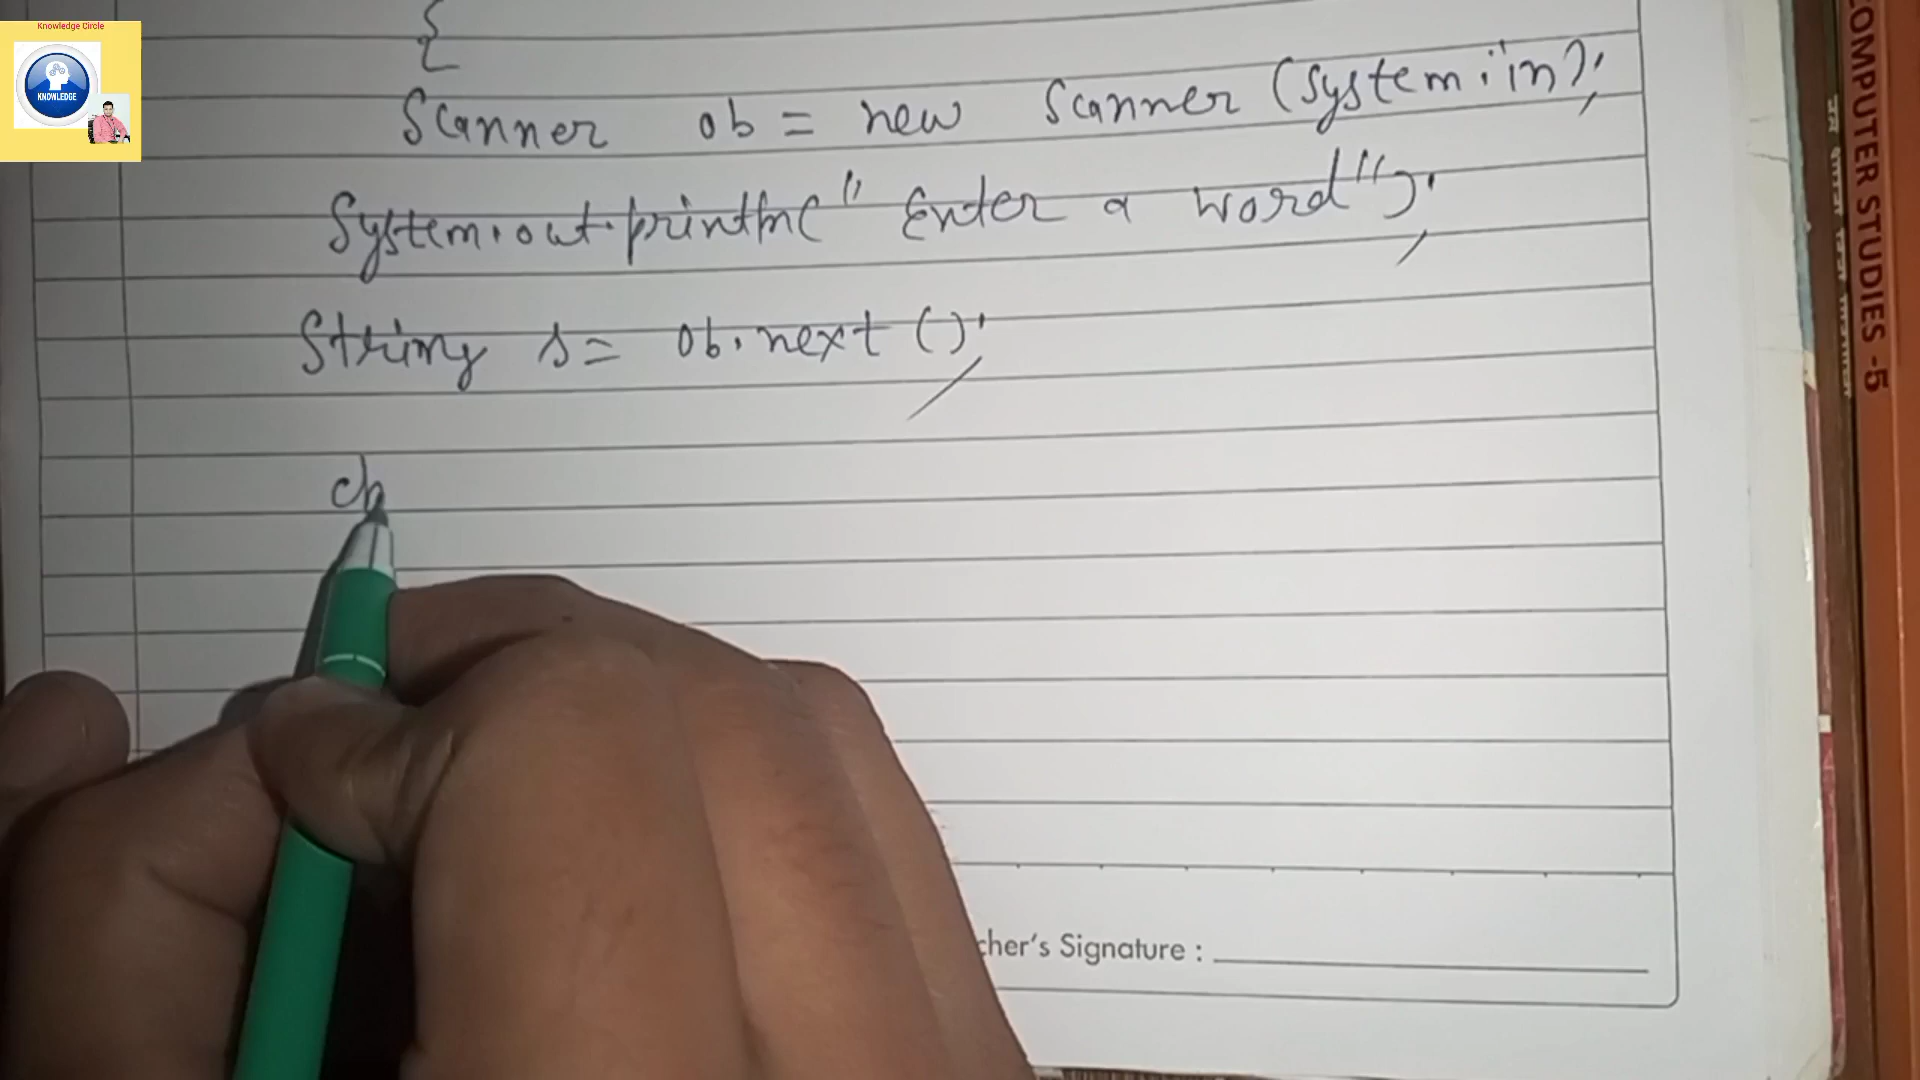 Knowledge Circle
KNOWLEDGE
{
Scanner ob = new Scanner (System.in);
System.out.println(" Enter a word");
String s = ob.next ();
ch
cher's Signature :
COMPUTER STUDIES -5